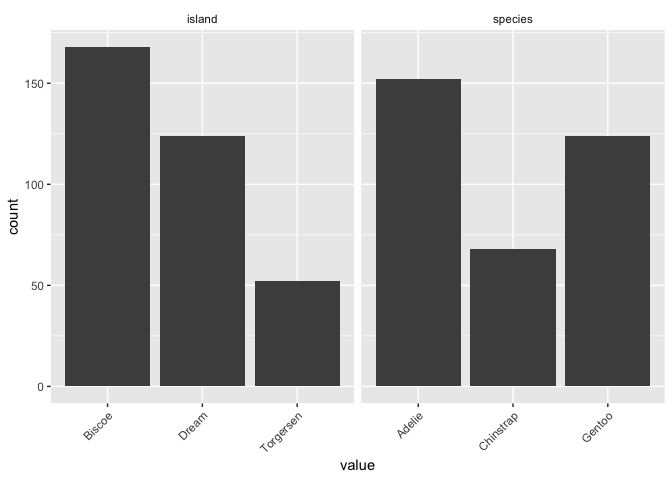 island
species
count
150
100
50
0
Biscoe
Dream
Torgersen
Adelie
Chinstrap
Gentoo
value